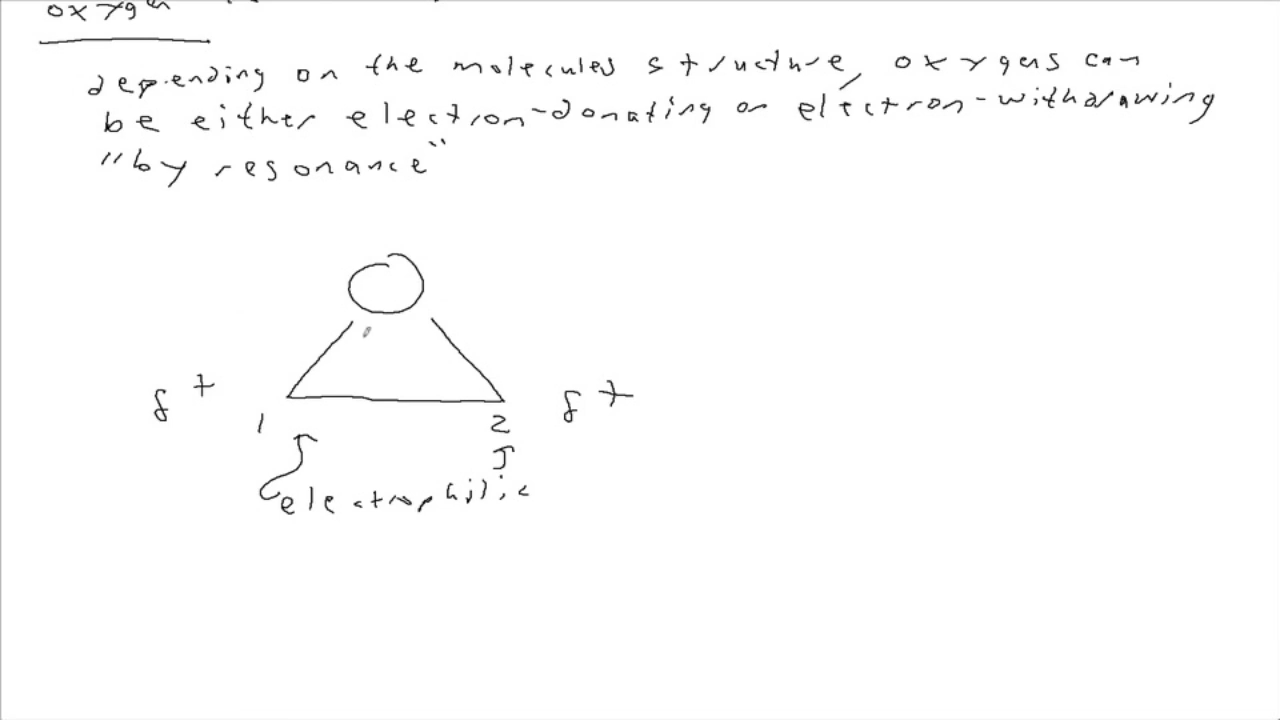 oxygen
depending on the molecules structure, oxygens can
be either electron-donating or electron-withdrawing
"by resonance"
O
δ+ 1 2 δ+
electrophilic